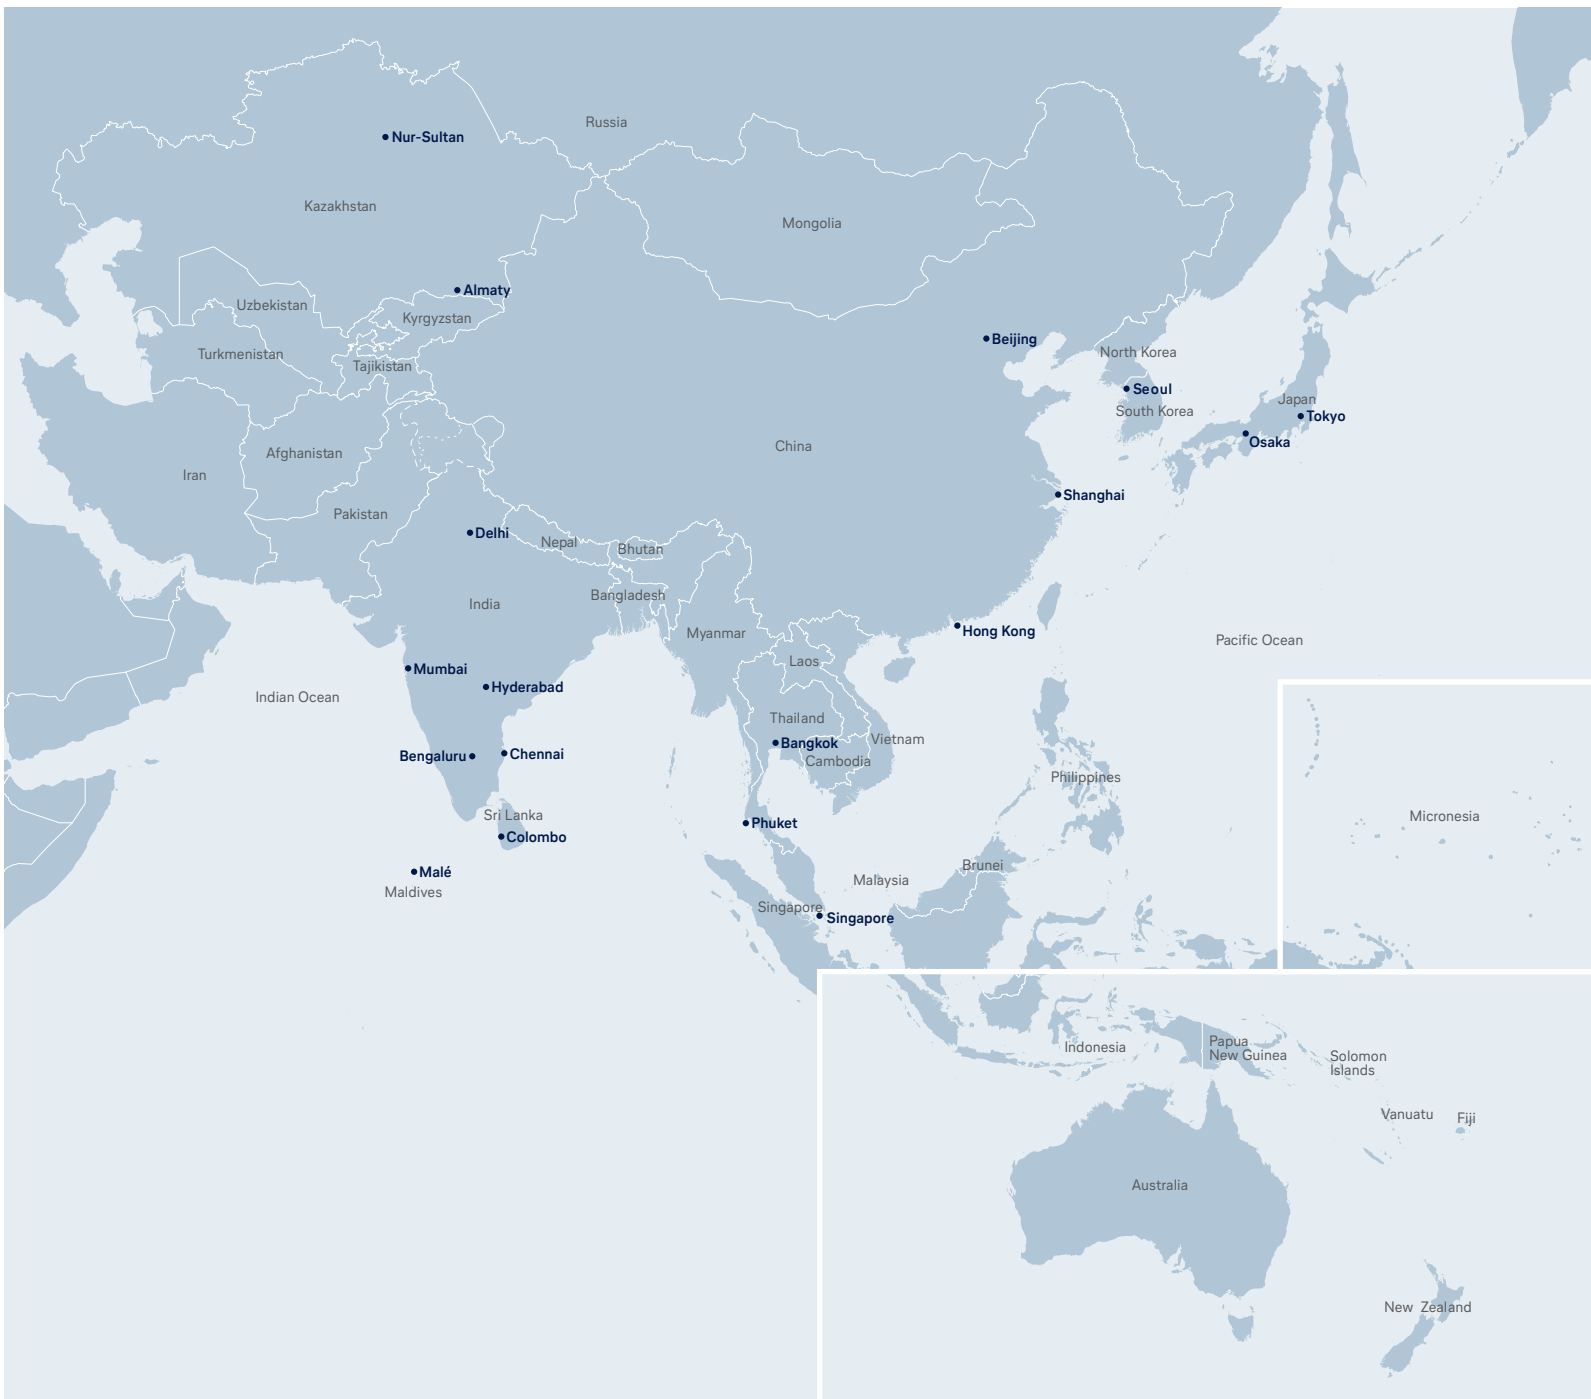 Russia
Nur-Sultan
Kazakhstan
Mongolia
Almaty
Uzbekistan
Kyrgyzstan
Beijing
North Korea
Turkmenistan
Tajikistan
Seoul
Japan
South Korea
Tokyo
Osaka
China
Afghanistan
Iran
Shanghai
Pakistan
Delhi
Nepal
Bhutan
Bangladesh
India
Myanmar
Hong Kong
Pacific Ocean
Laos
Mumbai
Hyderabad
Indian Ocean
Thailand
Vietnam
Bangkok
Bengaluru
Chennai
Cambodia
Philippines
Sri Lanka
Micronesia
Phuket
Colombo
Brunei
Malé
Malaysia
Maldives
Singapore
Singapore
Indonesia
Papua
New Guinea
Solomon
Islands
Vanuatu
Fiji
Australia
New Zealand